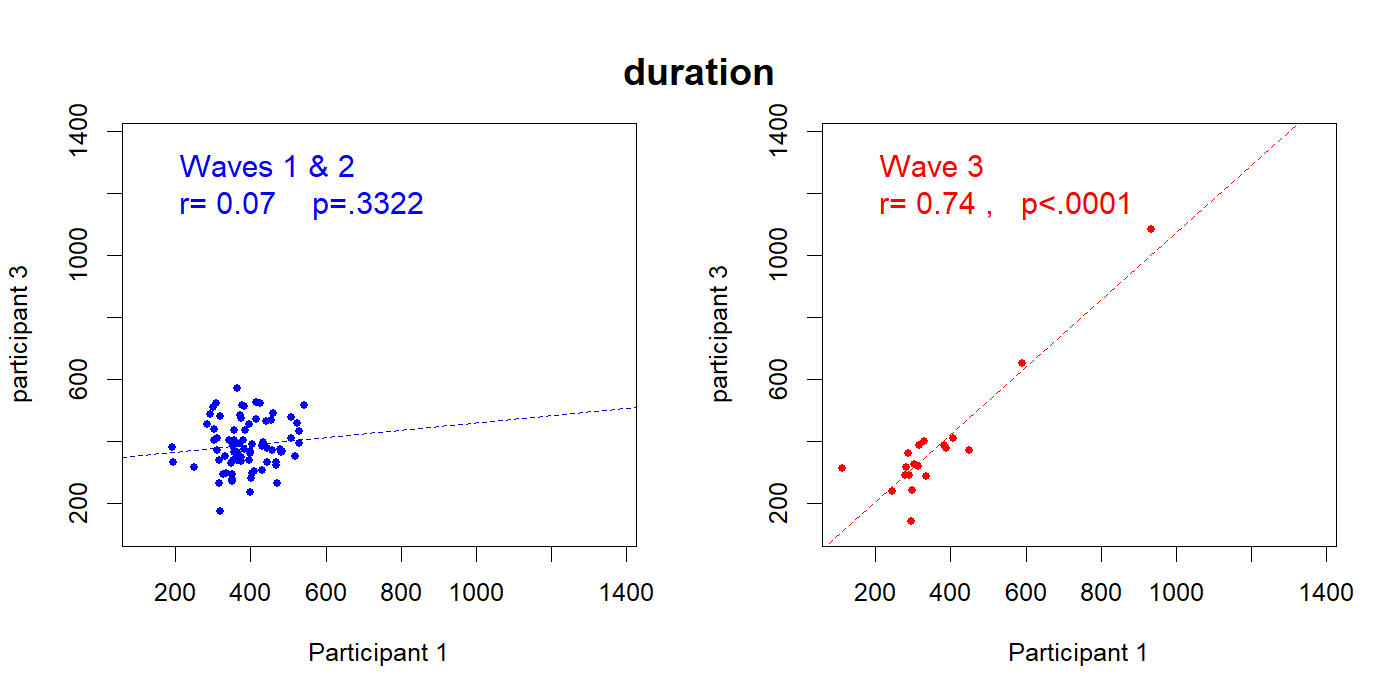 duration
Waves 1 & 2
r= 0.07 p=.3322
participant 3
200
600
1000
1400
200 400 600 800 1000 1400
Participant 1
Wave 3
r= 0.74 , p<.0001
participant 3
200
600
1000
1400
200 400 600 800 1000 1400
Participant 1